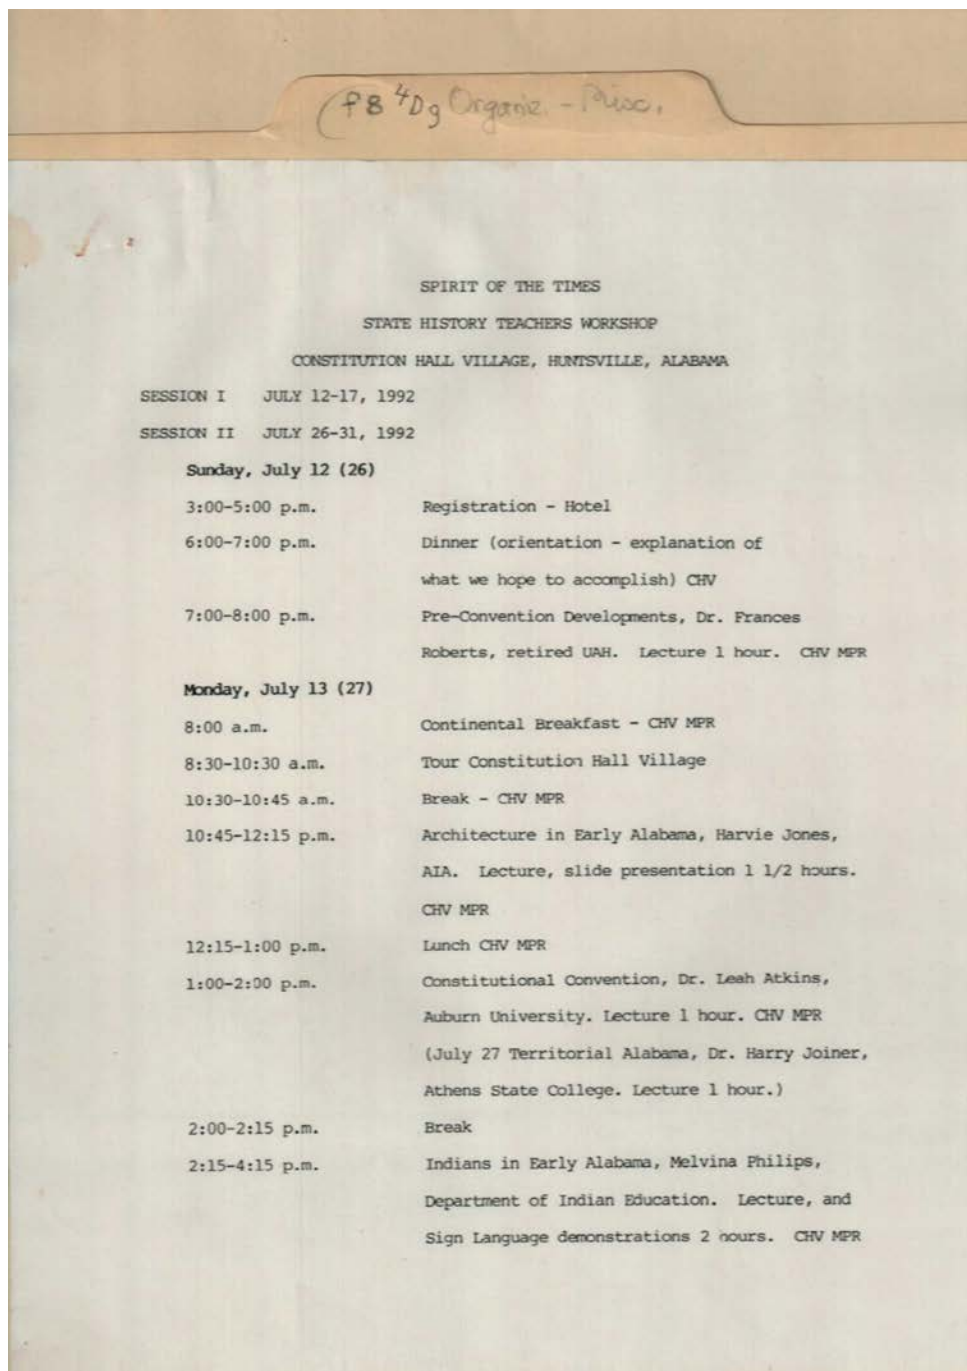 f8 4Dg Organiz. - Misc.
SPIRIT OF THE TIMES
STATE HISTORY TEACHERS WORKSHOP
CONSTITUTION HALL VILLAGE, HUNTSVILLE, ALABAMA
SESSION I JULY 12-17, 1992
SESSION II JULY 26-31, 1992
Sunday, July 12 (26)
3:00-5:00 p.m. Registration - Hotel
6:00-7:00 p.m. Dinner (orientation - explanation of
what we hope to accomplish) CHV
7:00-8:00 p.m. Pre-Convention Developments, Dr. Frances
Roberts, retired UAH. Lecture 1 hour. CHV MPR
Monday, July 13 (27)
8:00 a.m. Continental Breakfast - CHV MPR
8:30-10:30 a.m. Tour Constitution Hall Village
10:30-10:45 a.m. Break - CHV MPR
10:45-12:15 p.m. Architecture in Early Alabama, Harvie Jones,
AIA. Lecture, slide presentation 1 1/2 hours.
CHV MPR
12:15-1:00 p.m. Lunch CHV MPR
1:00-2:00 p.m. Constitutional Convention, Dr. Leah Atkins,
Auburn University. Lecture 1 hour. CHV MPR
(July 27 Territorial Alabama, Dr. Harry Joiner,
Athens State College. Lecture 1 hour.)
2:00-2:15 p.m. Break
2:15-4:15 p.m. Indians in Early Alabama, Melvina Philips,
Department of Indian Education. Lecture, and
Sign Language demonstrations 2 hours. CHV MPR